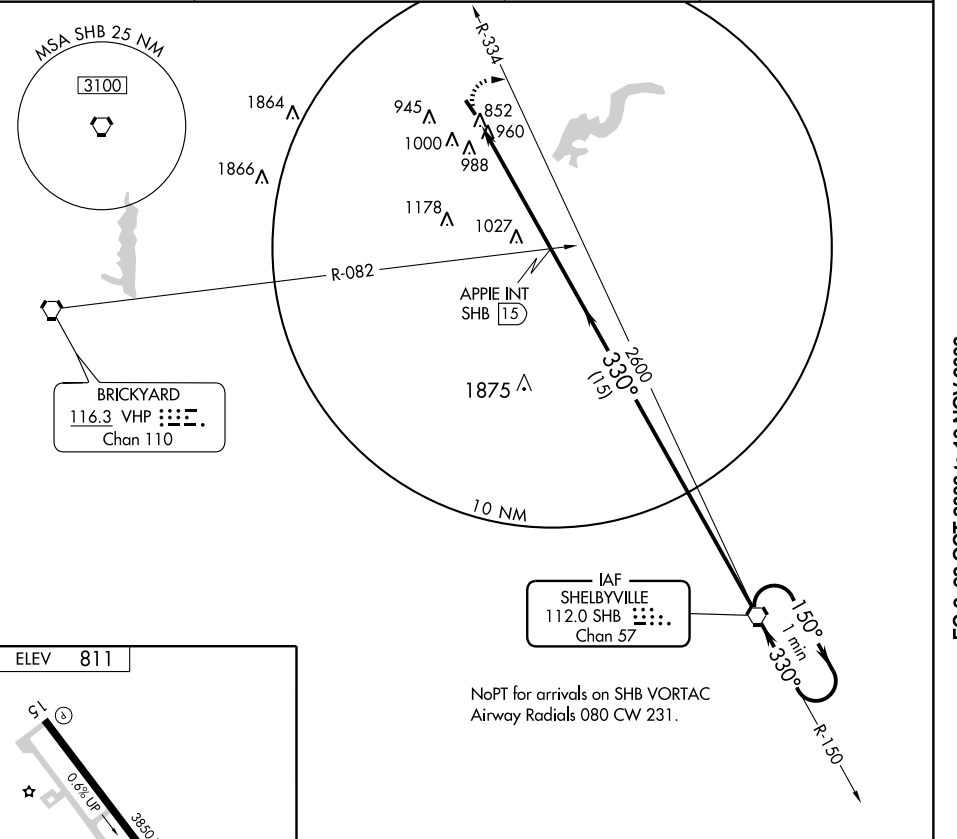 MSA SHB 25 NM
3100
1864
1866
945
852
960
1000
988
1178
1027
R-334
R-082
APPIE INT
SHB 15
BRICKYARD
116.3 VHP
Chan 110
1875
2600
330°
(15)
10 NM
IAF
SHELBYVILLE
112.0 SHB
Chan 57
150°
1 min
330°
R-150
NoPT for arrivals on SHB VORTAC
Airway Radials 080 CW 231.
ELEV 811
15
P
0.6% UP
3850